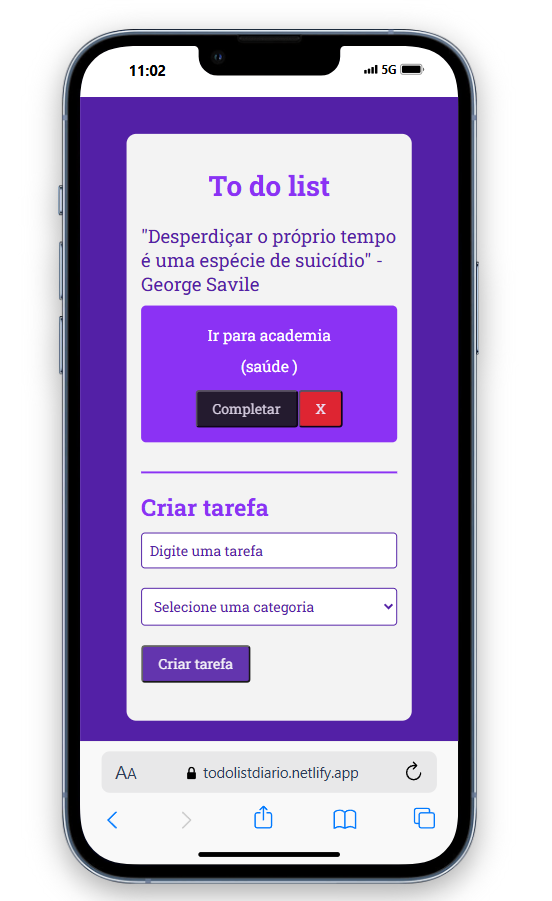 11:02
5G
To do list
"Desperdiçar o próprio tempo
é uma espécie de suicídio" -
George Savile
Ir para academia
(saúde )
Completar
X
Criar tarefa
Digite uma tarefa
Selecione uma categoria
Criar tarefa
AA
todolistdiario.netlify.app